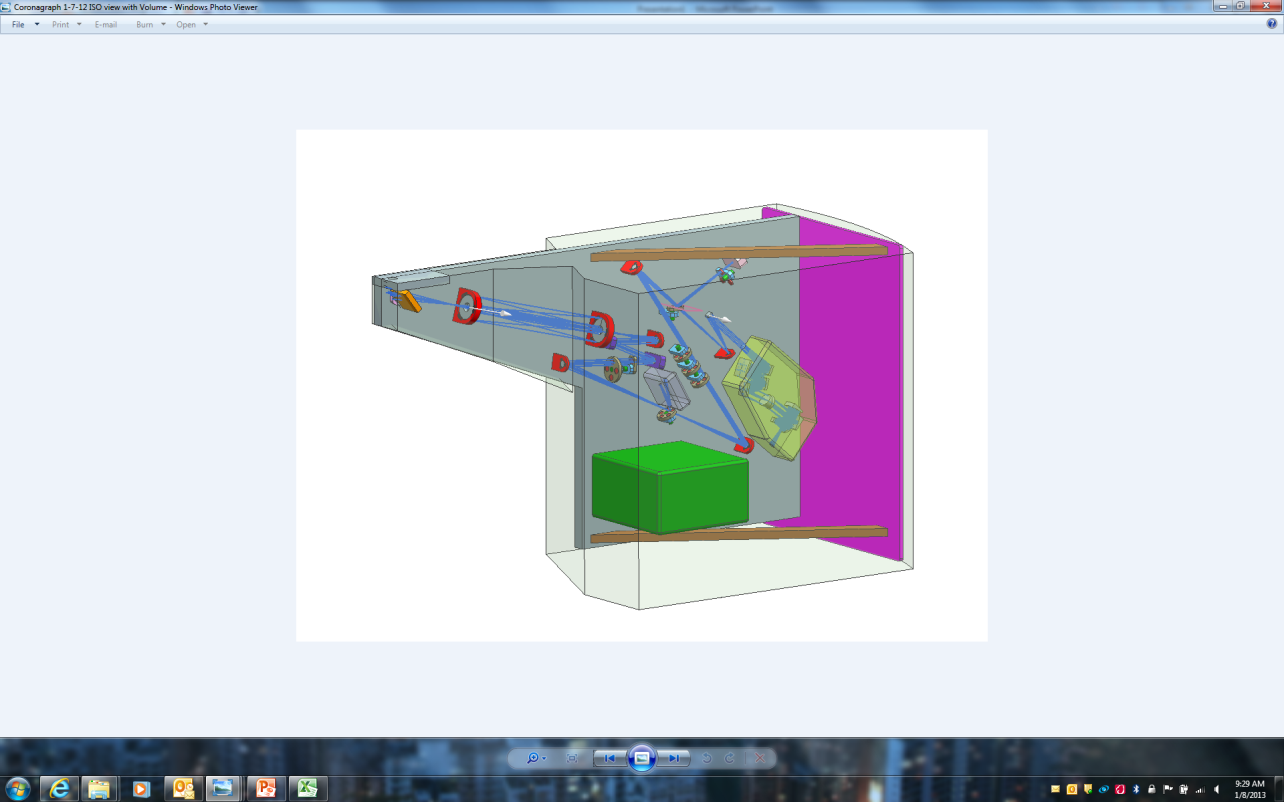 Coronagraph 1-7-12 ISO view with Volume - Windows Photo Viewer
File Print E-mail Burn Open
9:29 AM
1/8/2013